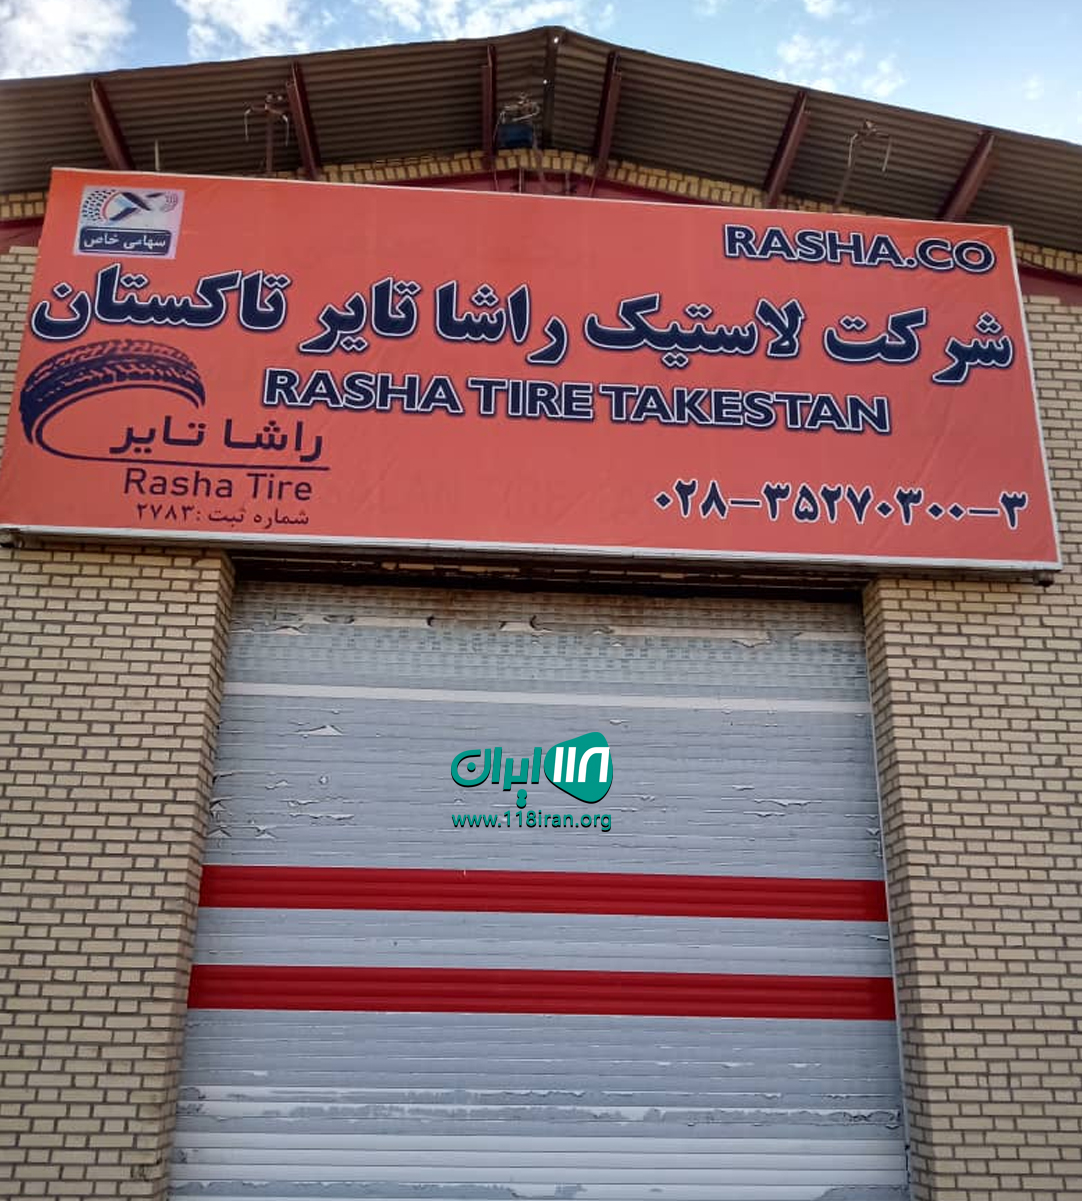 سهامی خاص
RASHA.CO
شرکت لاستیک راشا تایر تاکستان
RASHA TIRE TAKESTAN
راشا تایر
Rasha Tire
شماره ثبت :۲۷۸۳
۰۲۸-۳۵۲۷۰۳۰۰-۳
۱۱۸ ایران
www.118iran.org